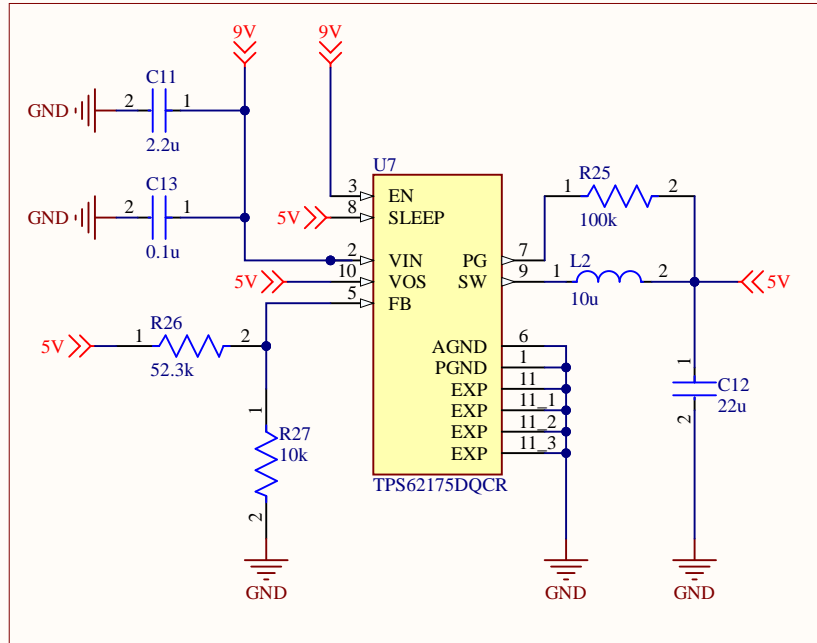 9V
9V
C11
2
1
GND
2.2u
U7
C13
R25
3
EN
1
2
2
1
8
SLEEP
100k
GND
5V
0.1u
2
VIN
PG
7
L2
5V
10
VOS
SW
9
1
2
5V
5
FB
10u
R26
5V
1
2
AGND
6
52.3k
PGND
1
1
EXP
11
C12
1
EXP
11_1
22u
R27
EXP
11_2
2
10k
EXP
11_3
TPS62175DQCR
2
GND
GND
GND